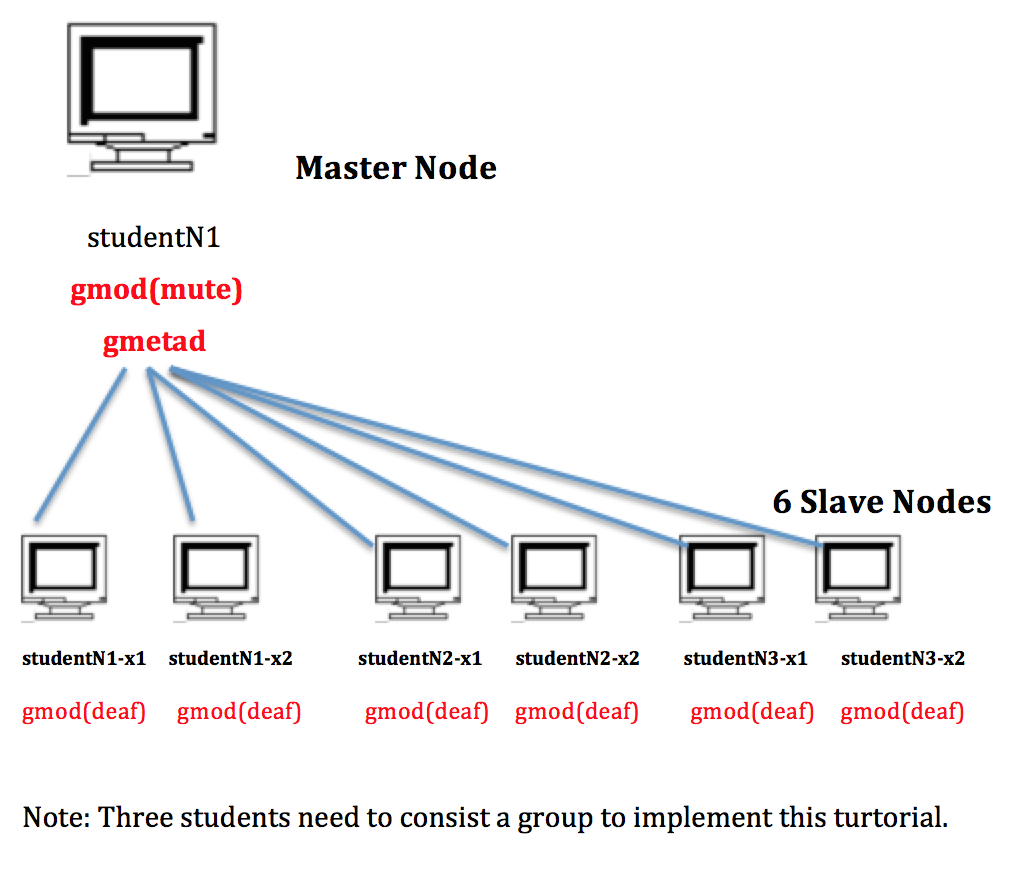 Master Node
studentN1
gmod(mute)
gmetad
6 Slave Nodes
studentN1-x1 studentN1-x2 studentN2-x1 studentN2-x2 studentN3-x1 studentN3-x2
gmod(deaf) gmod(deaf) gmod(deaf) gmod(deaf) gmod(deaf) gmod(deaf)
Note: Three students need to consist a group to implement this turtorial.